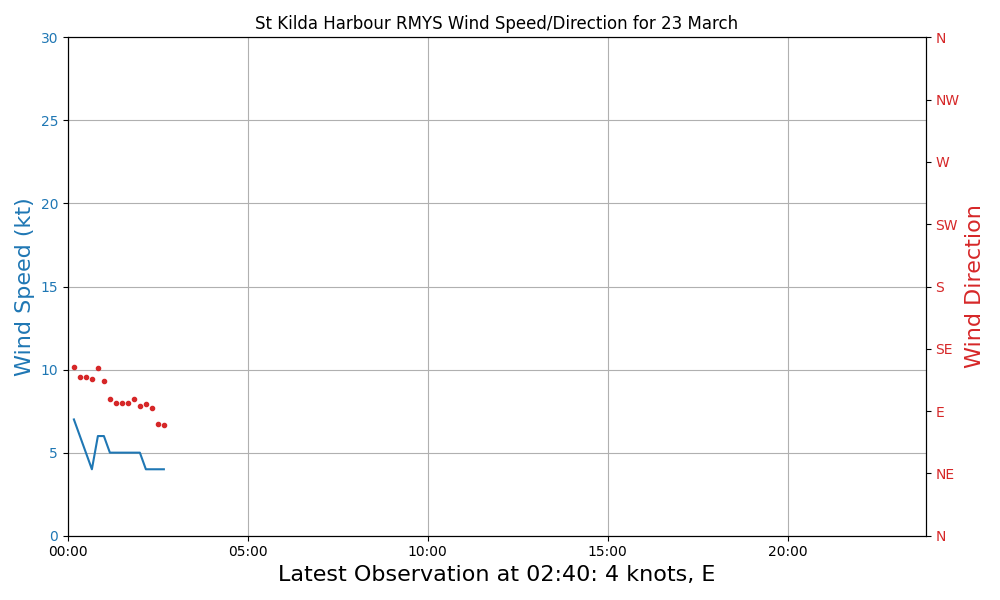 St Kilda Harbour RMYS Wind Speed/Direction for 23 March
30
25
20
15
10
5
0
Wind Speed (kt)
N
NW
W
SW
S
SE
E
NE
N
Wind Direction
00:00
05:00
10:00
15:00
20:00
Latest Observation at 02:40: 4 knots, E